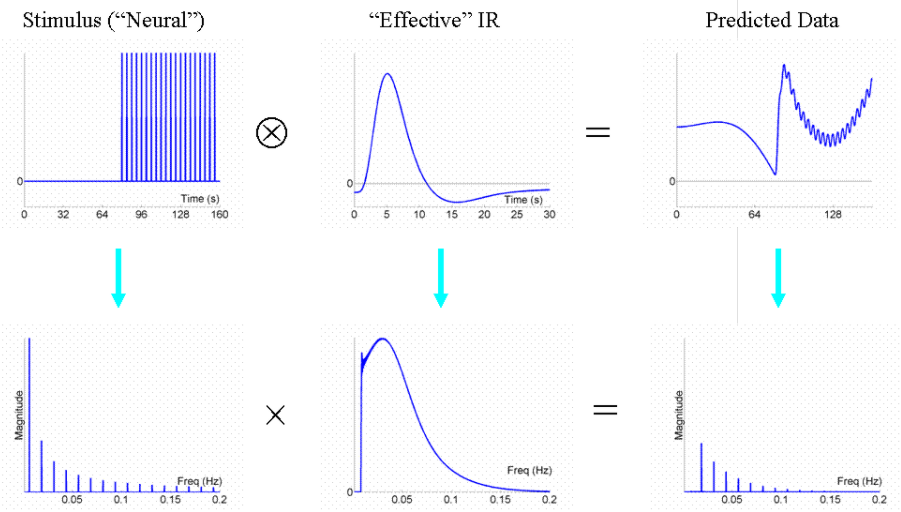 Stimulus (“Neural”)
“Effective” IR
Predicted Data
0
Time (s)
0 32 64 96 128 160
⊗
0
Time (s)
0 5 10 15 20 25 30
=
0
0 64 128
Magnitude
Freq (Hz)
0.05 0.1 0.15 0.2
×
0
Freq (Hz)
0.05 0.1 0.15 0.2
=
Magnitude
Freq (Hz)
0.05 0.1 0.15 0.2